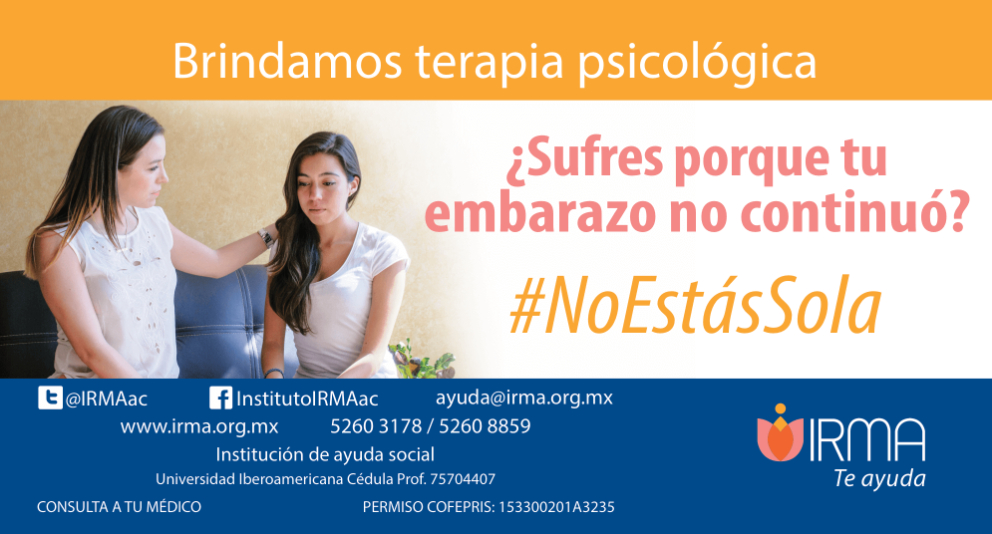 Brindamos terapia psicológica
¿Sufres porque tu
embarazo no continuó?
#NoEstásSola
@IRMAac InstitutoIRMAac ayuda@irma.org.mx
www.irma.org.mx 5260 3178 / 5260 8859
Institución de ayuda social
Universidad Iberoamericana Cédula Prof. 75704407
CONSULTA A TU MÉDICO PERMISO COFEPRIS: 153300201A3235
IRMA
Te ayuda